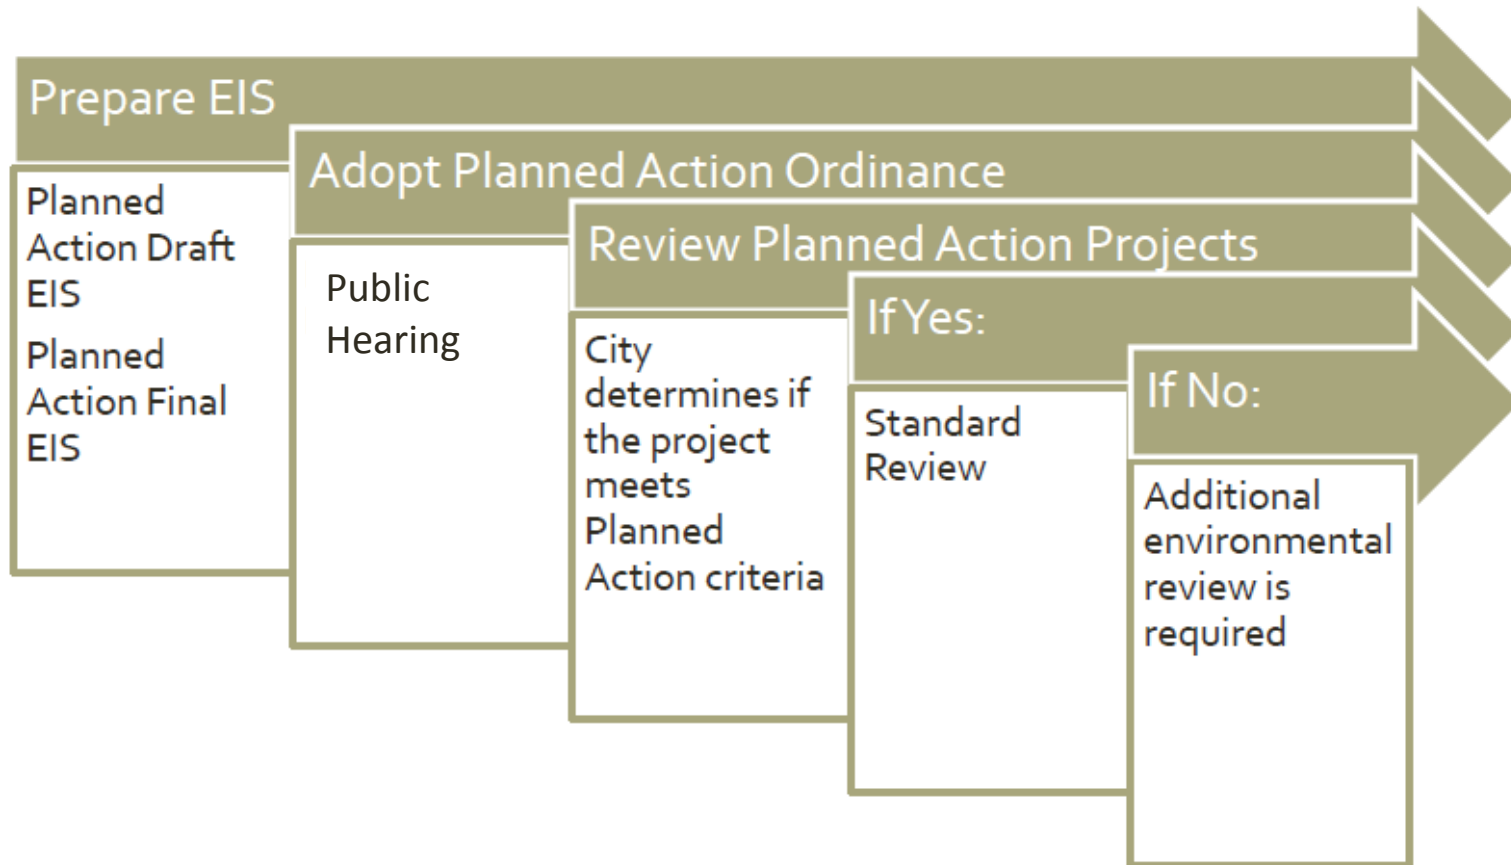 Prepare EIS
Planned
Action Draft
EIS
Planned
Action Final
EIS
Adopt Planned Action Ordinance
Public
Hearing
Review Planned Action Projects
City
determines if
the project
meets
Planned
Action criteria
If Yes:
Standard
Review
If No:
Additional
environmental
review is
required